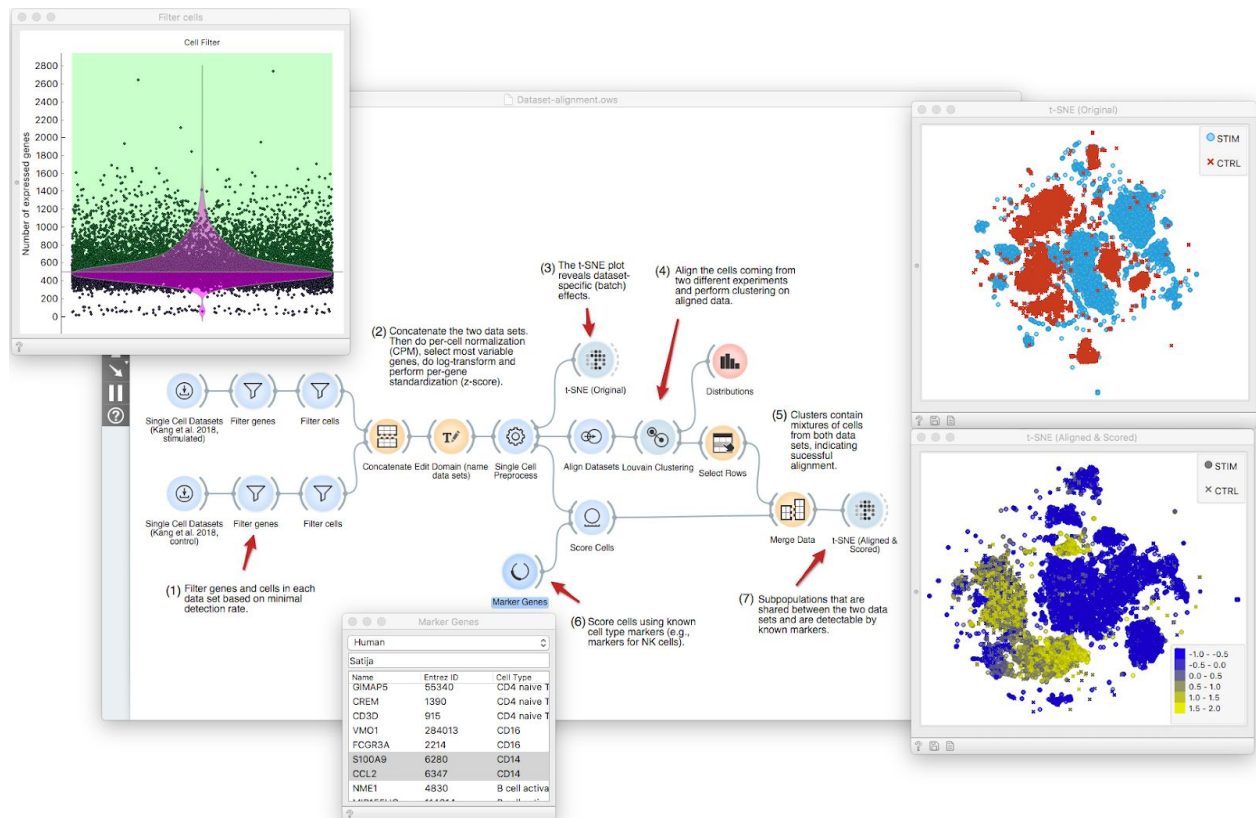 Filter cells
Cell Filter
Number of expressed genes
2800
2600
2400
2200
2000
1800
1600
1400
1200
1000
800
600
400
200
0
?
Dataset-alignment.ows
(1) Filter genes and cells in each
data set based on minimal
detection rate.
(2) Concatenate the two data sets.
Then do per-cell normalization
(CPM), select most variable
genes, do log-transform and
perform per-gene
standardization (z-score).
(3) The t-SNE plot
reveals dataset-
specific (batch)
effects.
(4) Align the cells coming from
two different experiments
and perform clustering on
aligned data.
(5) Clusters contain
mixtures of cells
from both data
sets, indicating
sucessful
alignment.
(6) Score cells using known
cell type markers (e.g.,
markers for NK cells).
(7) Subpopulations that are
shared between the two data
sets and are detectable by
known markers.
Single Cell Datasets
(Kang et al. 2018,
stimulated)
Filter genes
Filter cells
Single Cell Datasets
(Kang et al. 2018,
control)
Filter genes
Filter cells
Concatenate
Edit Domain (name
data sets)
Single Cell
Preprocess
t-SNE (Original)
Align Datasets
Louvain Clustering
Distributions
Select Rows
Score Cells
Marker Genes
Merge Data
t-SNE (Aligned &
Scored)
Marker Genes
Human
Satija
Name Entrez ID Cell Type
GIMAP5 55340 CD4 naive T
CREM 1390 CD4 naive T
CD3D 915 CD4 naive T
VMO1 284013 CD16
FCGR3A 2214 CD16
S100A9 6280 CD14
CCL2 6347 CD14
NME1 4830 B cell activa
?
t-SNE (Original)
STIM
CTRL
?
t-SNE (Aligned & Scored)
STIM
CTRL
-1.0 - -0.5
-0.5 - 0.0
0.0 - 0.5
0.5 - 1.0
1.0 - 1.5
1.5 - 2.0
?